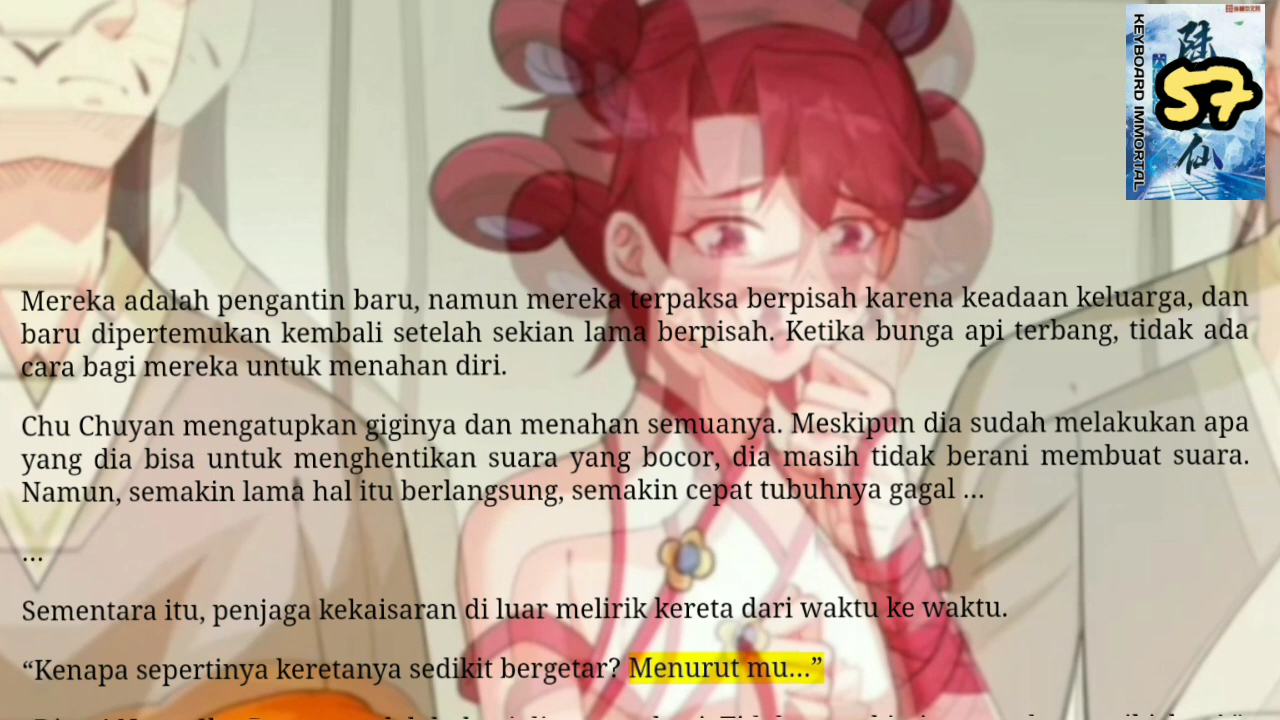 KEYBOARD IMMORTAL
陆
仙
57
Mereka adalah pengantin baru, namun mereka terpaksa berpisah karena keadaan keluarga, dan
baru dipertemukan kembali setelah sekian lama berpisah. Ketika bunga api terbang, tidak ada
cara bagi mereka untuk menahan diri.
Chu Chuyan mengatupkan giginya dan menahan semuanya. Meskipun dia sudah melakukan apa
yang dia bisa untuk menghentikan suara yang bocor, dia masih tidak berani membuat suara.
Namun, semakin lama hal itu berlangsung, semakin cepat tubuhnya gagal ...
...
Sementara itu, penjaga kekaisaran di luar melirik kereta dari waktu ke waktu.
“Kenapa sepertinya keretanya sedikit bergetar? Menurut mu...”